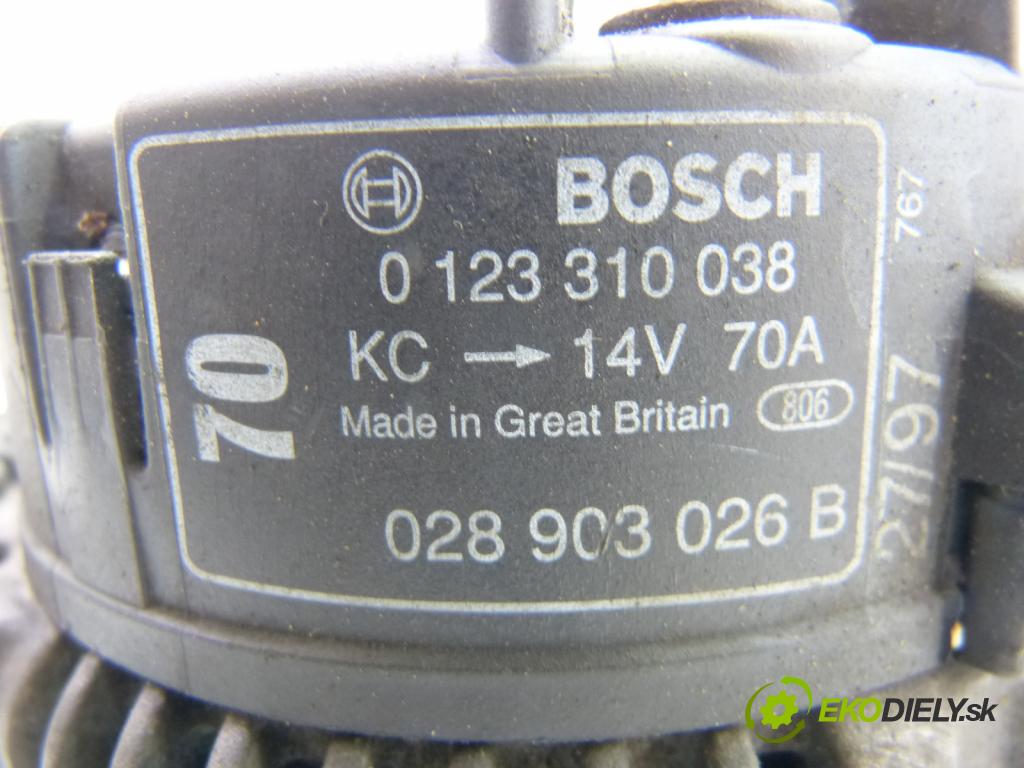 BOSCH
0 123 310 038
KC → 14V 70A
Made in Great Britain 806
028 903 026 B
70
767
27/97
EKODIELY.sk